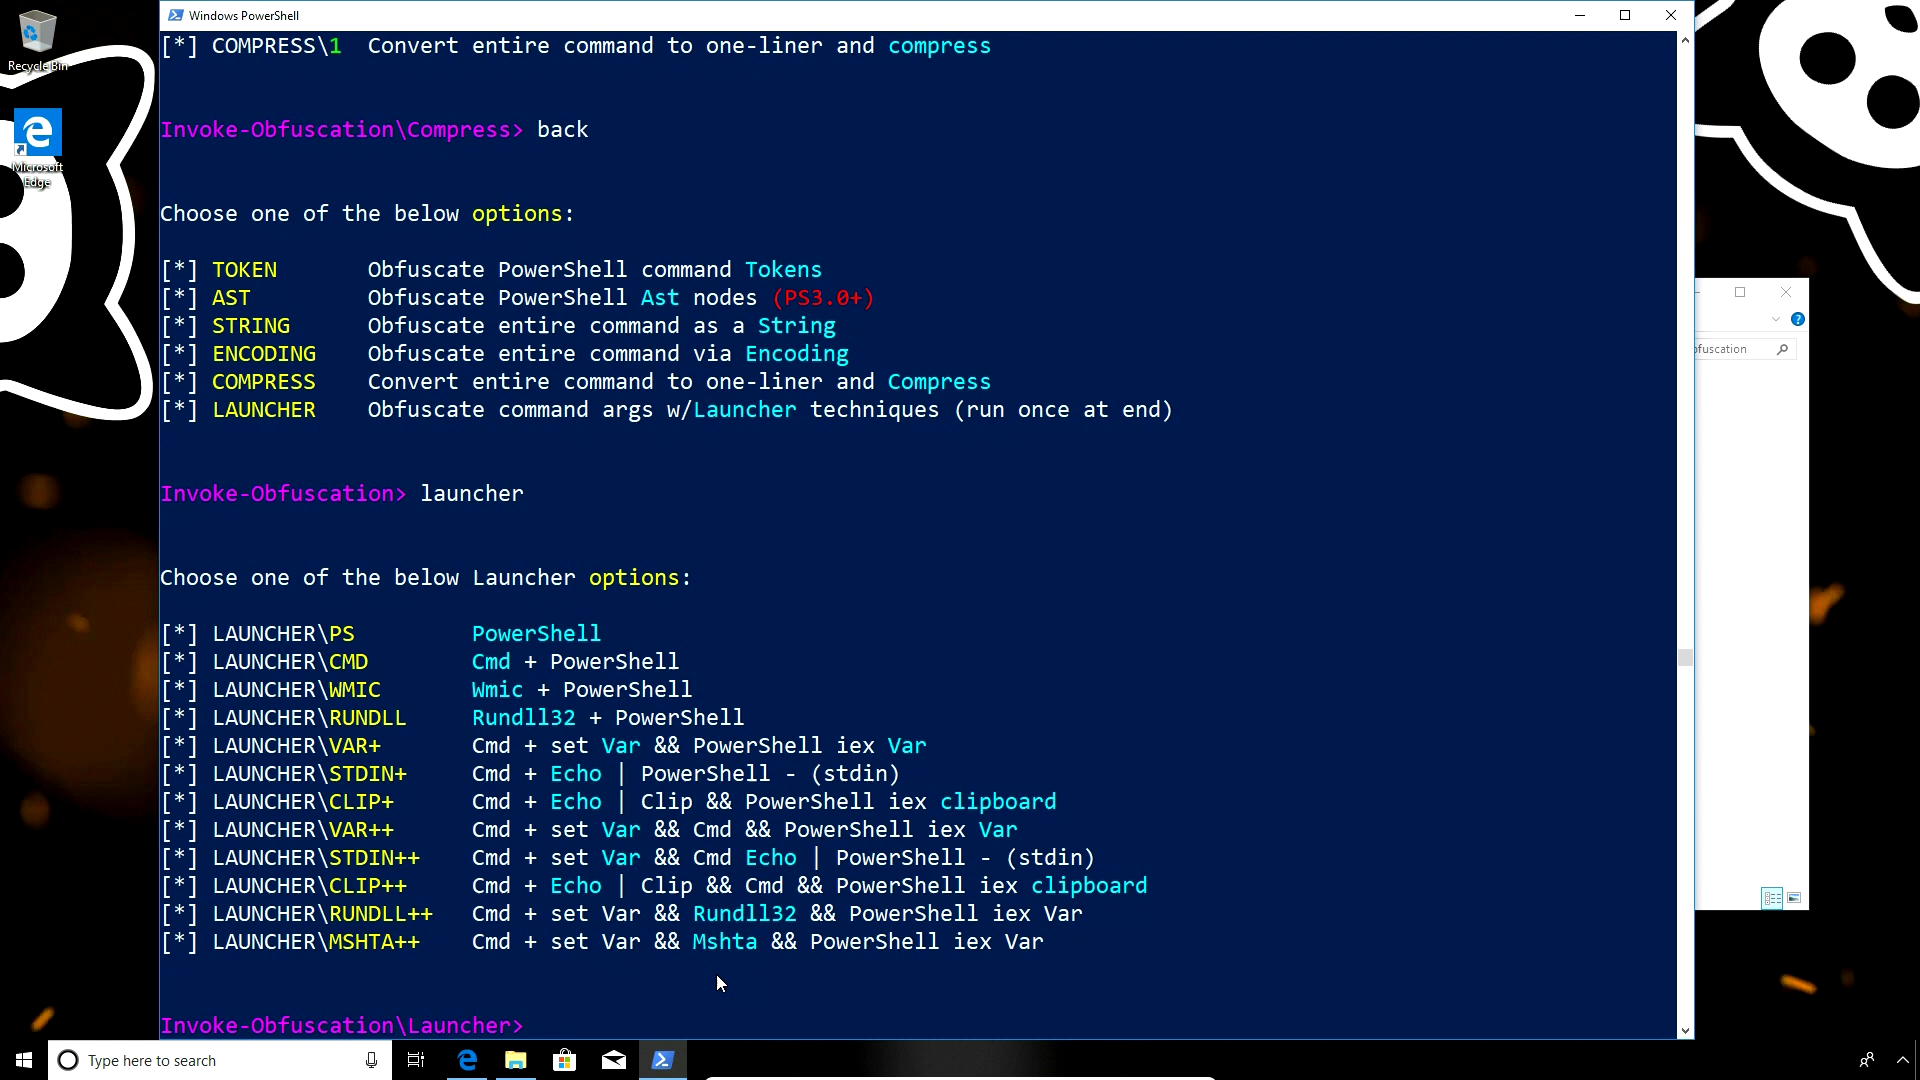 Recycle Bin
Microsoft
Edge
Windows PowerShell
[*] COMPRESS\1  Convert entire command to one-liner and compress
Invoke-Obfuscation\Compress> back
Choose one of the below options:
[*] TOKEN       Obfuscate PowerShell command Tokens
[*] AST         Obfuscate PowerShell Ast nodes (PS3.0+)
[*] STRING      Obfuscate entire command as a String
[*] ENCODING    Obfuscate entire command via Encoding
[*] COMPRESS    Convert entire command to one-liner and Compress
[*] LAUNCHER    Obfuscate command args w/Launcher techniques (run once at end)
Invoke-Obfuscation> launcher
Choose one of the below Launcher options:
[*] LAUNCHER\PS         PowerShell
[*] LAUNCHER\CMD        Cmd + PowerShell
[*] LAUNCHER\WMIC       Wmic + PowerShell
[*] LAUNCHER\RUNDLL     Rundll32 + PowerShell
[*] LAUNCHER\VAR+       Cmd + set Var && PowerShell iex Var
[*] LAUNCHER\STDIN+     Cmd + Echo | PowerShell - (stdin)
[*] LAUNCHER\CLIP+      Cmd + Echo | Clip && PowerShell iex clipboard
[*] LAUNCHER\VAR++      Cmd + set Var && Cmd && PowerShell iex Var
[*] LAUNCHER\STDIN++    Cmd + set Var && Cmd Echo | PowerShell - (stdin)
[*] LAUNCHER\CLIP++     Cmd + Echo | Clip && Cmd && PowerShell iex clipboard
[*] LAUNCHER\RUNDLL++   Cmd + set Var && Rundll32 && PowerShell iex Var
[*] LAUNCHER\MSHTA++    Cmd + set Var && Mshta && PowerShell iex Var
Invoke-Obfuscation\Launcher>
fuscation
Type here to search